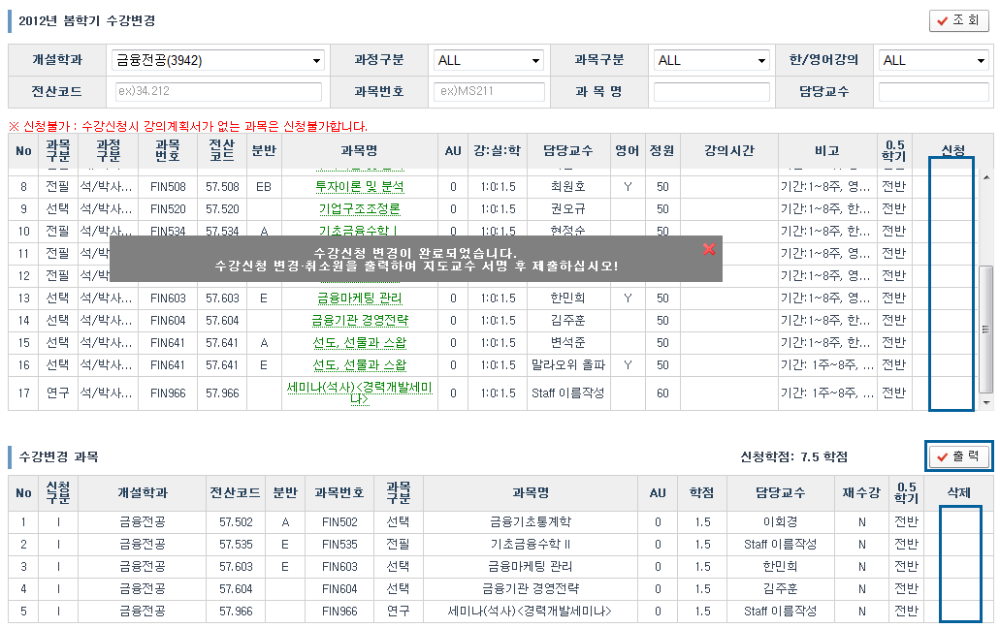 2012년 봄학기 수강변경
조 회
개설학과 금융전공(3942) 과정구분 ALL 과목구분 ALL 한/영어강의 ALL
전산코드 ex)34.212 과목번호 ex)MS211 과 목 명 담당교수
※ 신청불가 : 수강신청시 강의계획서가 없는 과목은 신청불가합니다.
No 과목구분 과정구분 과목번호 전산코드 분반 과목명 AU 강:실:학 담당교수 영어 정원 강의시간 비고 0.5학기 신청
8 전필 석/박사... FIN508 57.508 EB 투자이론 및 분석 0 1:0:1.5 최원호 Y 50 기간:1~8주, 영... 전반
9 선택 석/박사... FIN520 57.520 기업구조조정론 0 1:0:1.5 권오규 50 기간:1~8주, 한... 전반
10 전필 석/박사... FIN534 57.534 A 기초금융수학 I 0 1:0:1.5 현정순 50 기간:1~8주, 한... 전반
11 전필 기간:1~8주, 영... 전반
수강신청 변경이 완료되었습니다.
수강신청 변경·취소원을 출력하여 지도교수 서명 후 제출하십시오!
12 전필 기간:1~8주, 영... 전반
13 선택 석/박사... FIN603 57.603 E 금융마케팅 관리 0 1:0:1.5 한민희 Y 50 기간:1~8주, 영... 전반
14 선택 석/박사... FIN604 57.604 금융기관 경영전략 0 1:0:1.5 김주훈 50 기간:1~8주, 한... 전반
15 선택 석/박사... FIN641 57.641 A 선도, 선물과 스왑 0 1:0:1.5 변석준 50 기간:1~8주, 한... 전반
16 선택 석/박사... FIN641 57.641 E 선도, 선물과 스왑 0 1:0:1.5 말라오위 올파 Y 50 기간: 1주~8주, ... 전반
17 연구 석/박사... FIN966 57.966 세미나(석사)<경력개발세미나> 0 1:0:1.5 Staff 이름작성 60 기간: 1주~8주, ... 전반
수강변경 과목 신청학점: 7.5 학점 출 력
No 신청구분 개설학과 전산코드 분반 과목번호 과목구분 과목명 AU 학점 담당교수 재수강 0.5학기 삭제
1 I 금융전공 57.502 A FIN502 선택 금융기초통계학 0 1.5 이회경 N 전반
2 I 금융전공 57.535 E FIN535 전필 기초금융수학 II 0 1.5 Staff 이름작성 N 전반
3 I 금융전공 57.603 E FIN603 선택 금융마케팅 관리 0 1.5 한민희 N 전반
4 I 금융전공 57.604 FIN604 선택 금융기관 경영전략 0 1.5 김주훈 N 전반
5 I 금융전공 57.966 FIN966 연구 세미나(석사)<경력개발세미나> 0 1.5 Staff 이름작성 N 전반